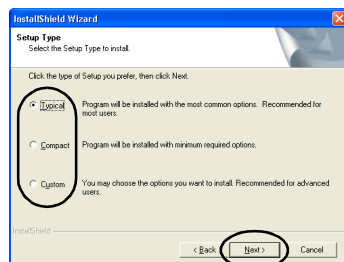 InstallShield Wizard
Setup Type
Select the Setup Type to install.
Click the type of Setup you prefer, then click Next.
Typical
Program will be installed with the most common options. Recommended for
most users.
Compact
Program will be installed with minimum required options.
Custom
You may choose the options you want to install. Recommended for advanced
users.
InstallShield
< Back
Next >
Cancel